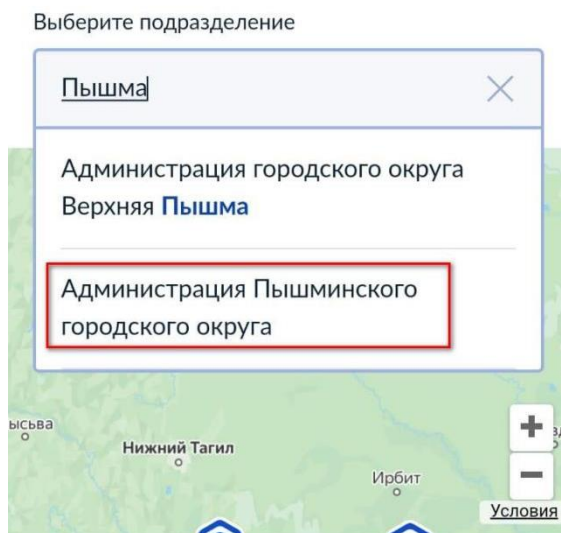 Выберите подразделение
Пышма
Администрация городского округа
Верхняя Пышма
Администрация Пышминского
городского округа
Нижний Тагил
Ирбит
+
−
Условия